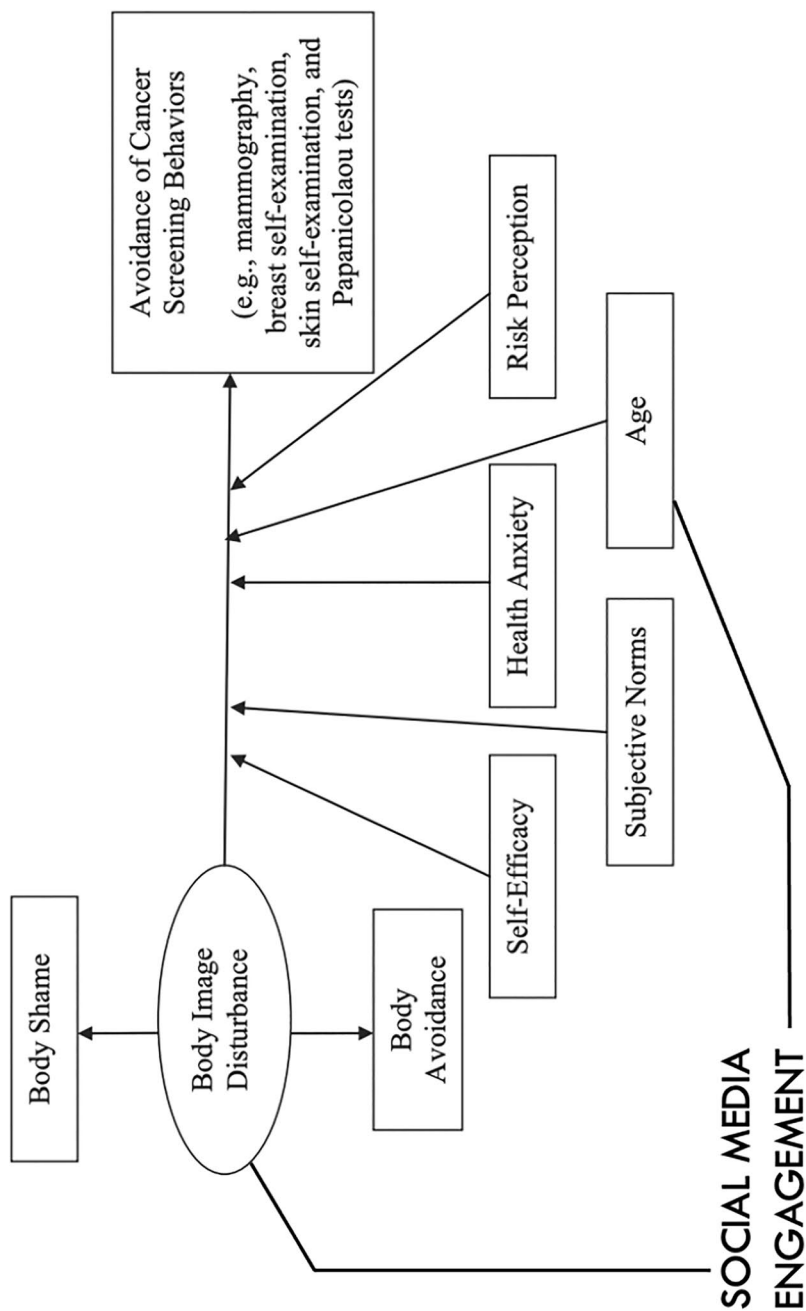 Body Shame
Body Image
Disturbance
Body
Avoidance
Avoidance of Cancer
Screening Behaviors
(e.g., mammography,
breast self-examination,
skin self-examination, and
Papanicolaou tests)
Self-Efficacy
Health Anxiety
Risk Perception
Subjective Norms
Age
SOCIAL MEDIA
ENGAGEMENT